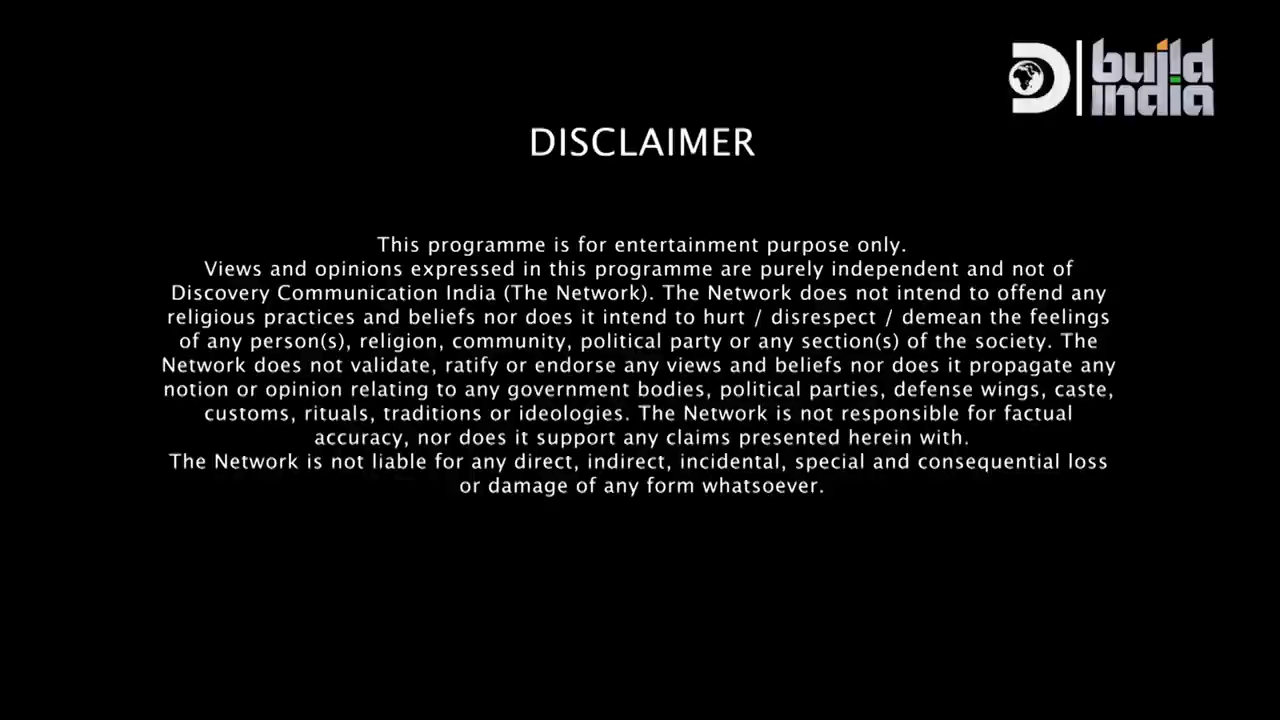 build
india
DISCLAIMER
This programme is for entertainment purpose only.
Views and opinions expressed in this programme are purely independent and not of
Discovery Communication India (The Network). The Network does not intend to offend any
religious practices and beliefs nor does it intend to hurt / disrespect / demean the feelings
of any person(s), religion, community, political party or any section(s) of the society. The
Network does not validate, ratify or endorse any views and beliefs nor does it propagate any
notion or opinion relating to any government bodies, political parties, defense wings, caste,
customs, rituals, traditions or ideologies. The Network is not responsible for factual
accuracy, nor does it support any claims presented herein with.
The Network is not liable for any direct, indirect, incidental, special and consequential loss
or damage of any form whatsoever.